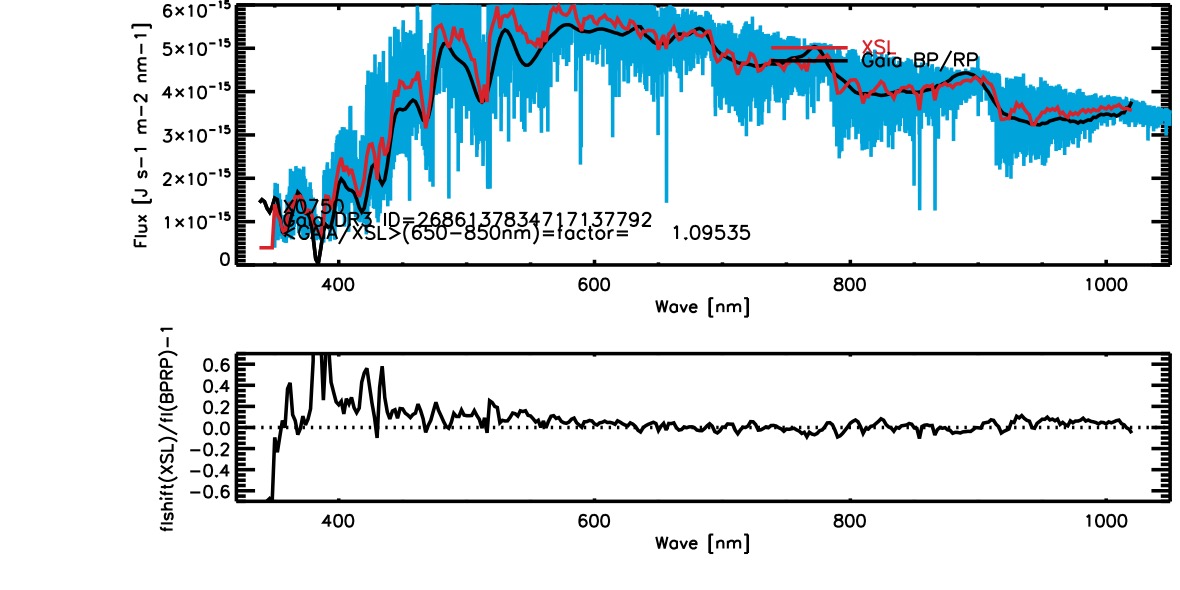 6×10⁻¹⁵
5×10⁻¹⁵
4×10⁻¹⁵
3×10⁻¹⁵
2×10⁻¹⁵
1×10⁻¹⁵
0
Flux [J s−1 m−2 nm−1]
XSL
Gaia BP/RP
X0750
Gaia DR3 ID=2686137834717137792
<GAIA/XSL>(650−850nm)=factor= 1.09535
400 600 800 1000
Wave [nm]
0.6
0.4
0.2
0.0
−0.2
−0.4
−0.6
flshift(XSL)/fl(BPRP)−1
400 600 800 1000
Wave [nm]